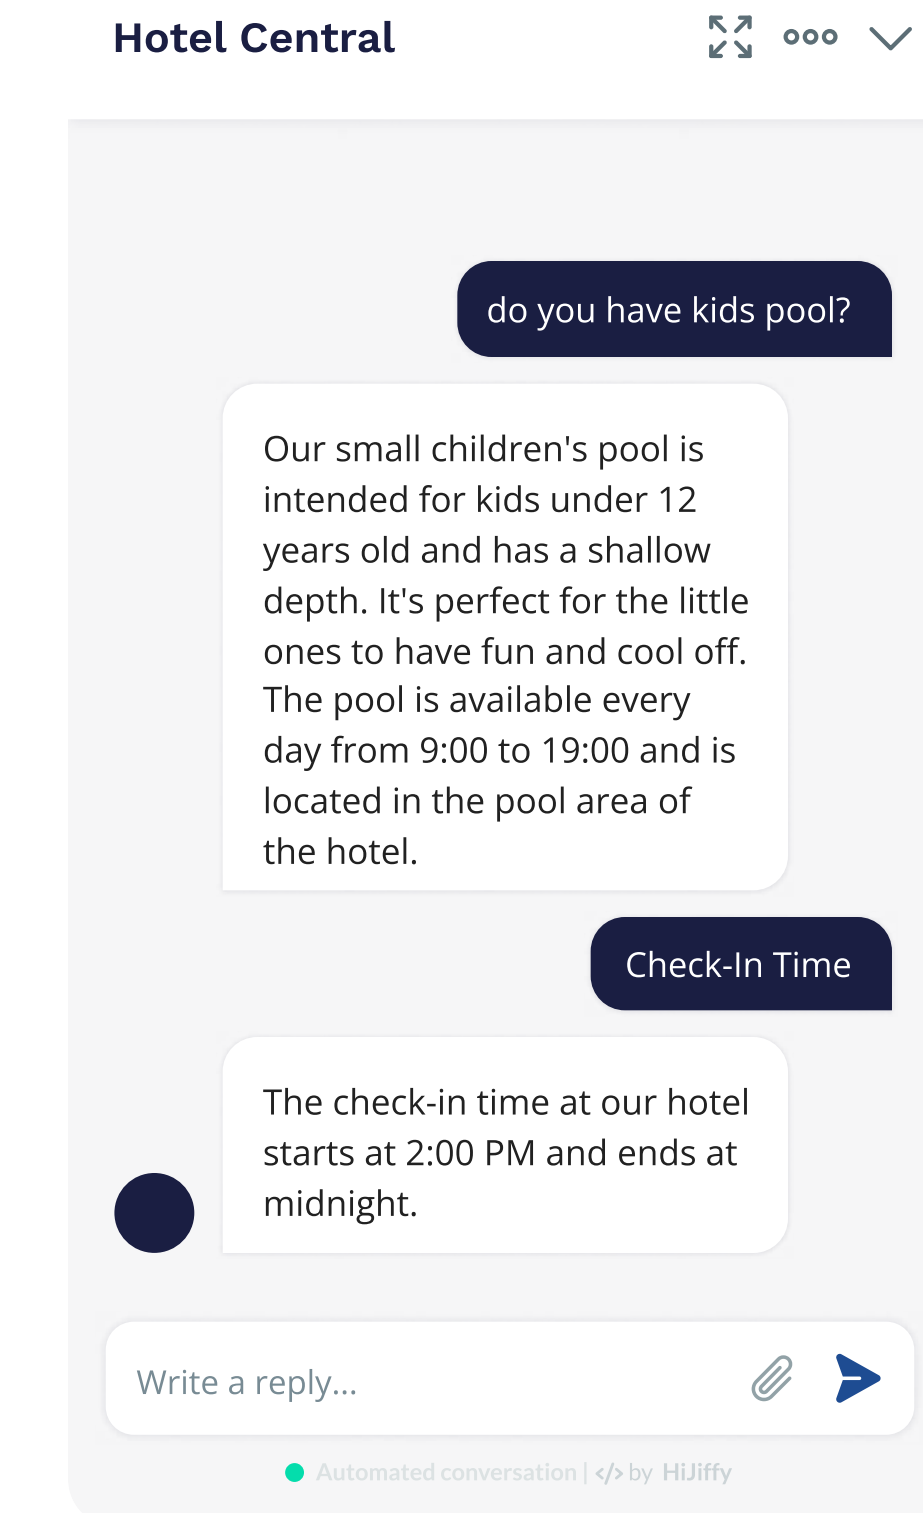 Hotel Central
do you have kids pool?
Our small children's pool is
intended for kids under 12
years old and has a shallow
depth. It's perfect for the little
ones to have fun and cool off.
The pool is available every
day from 9:00 to 19:00 and is
located in the pool area of
the hotel.
Check-In Time
The check-in time at our hotel
starts at 2:00 PM and ends at
midnight.
Write a reply...
Automated conversation | </> by HiJiffy